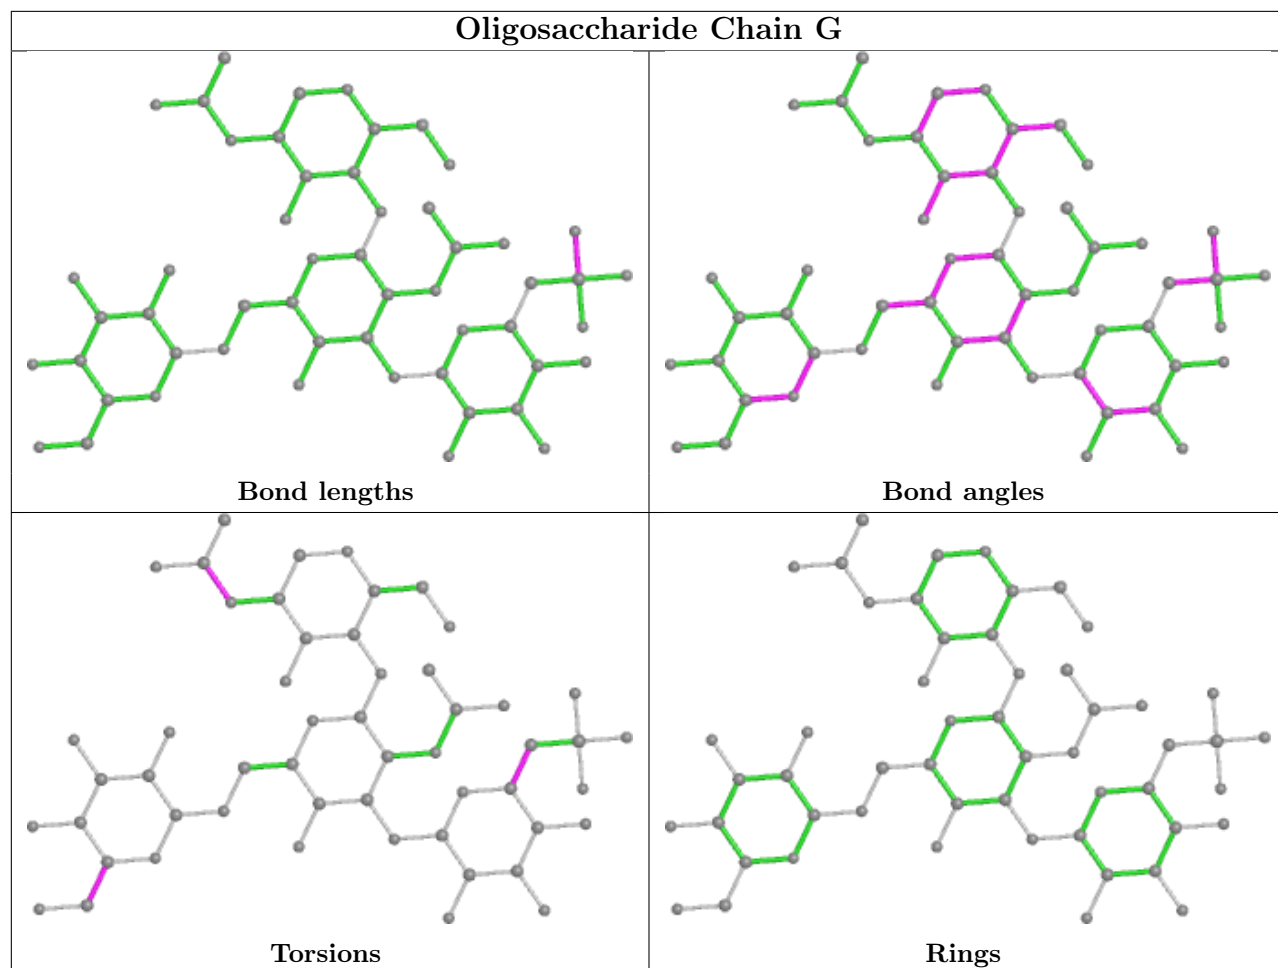 Oligosaccharide Chain G
Bond lengths
Bond angles
Torsions
Rings